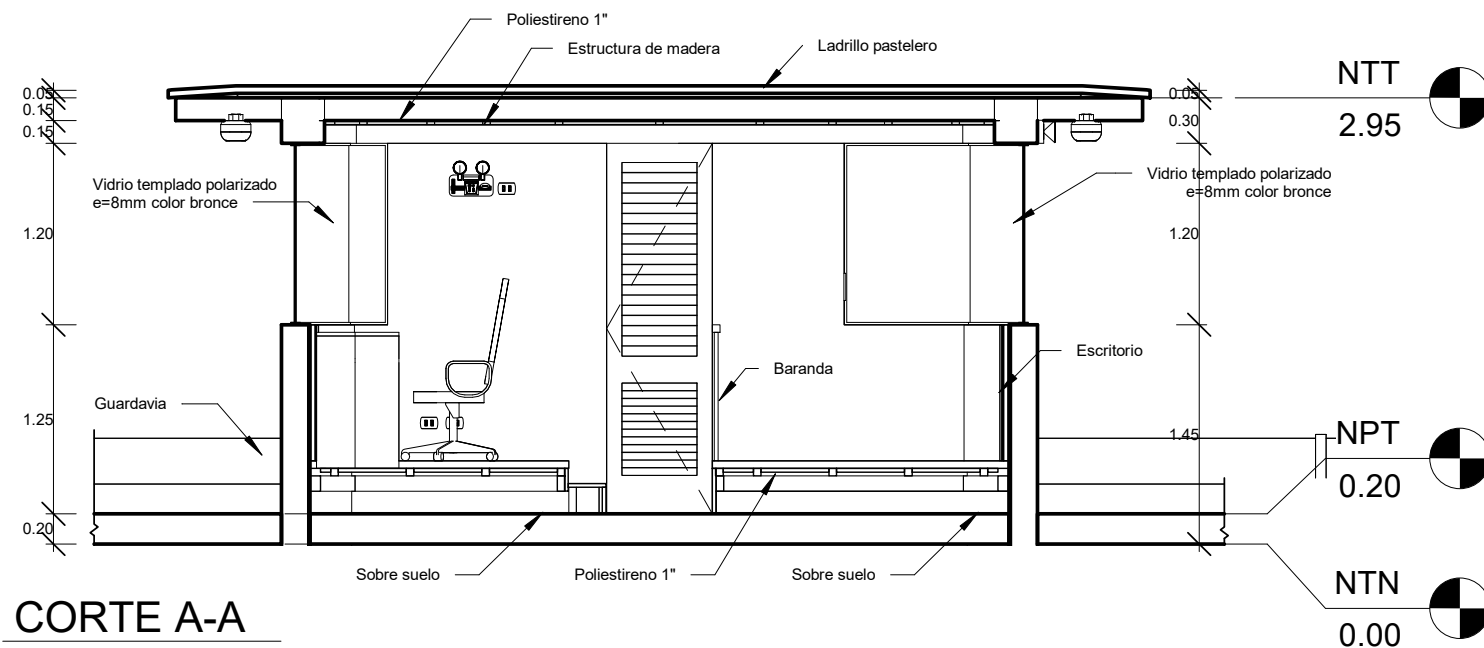 Poliestireno 1"
Estructura de madera
Ladrillo pastelero
NTT
2.95
0.05
0.15
0.15
0.05
0.30
Vidrio templado polarizado
e=8mm color bronce
Vidrio templado polarizado
e=8mm color bronce
1.20
1.20
Escritorio
Baranda
Guardavia
1.25
1.45
NPT
0.20
0.20
Sobre suelo
Poliestireno 1"
Sobre suelo
NTN
0.00
CORTE A-A